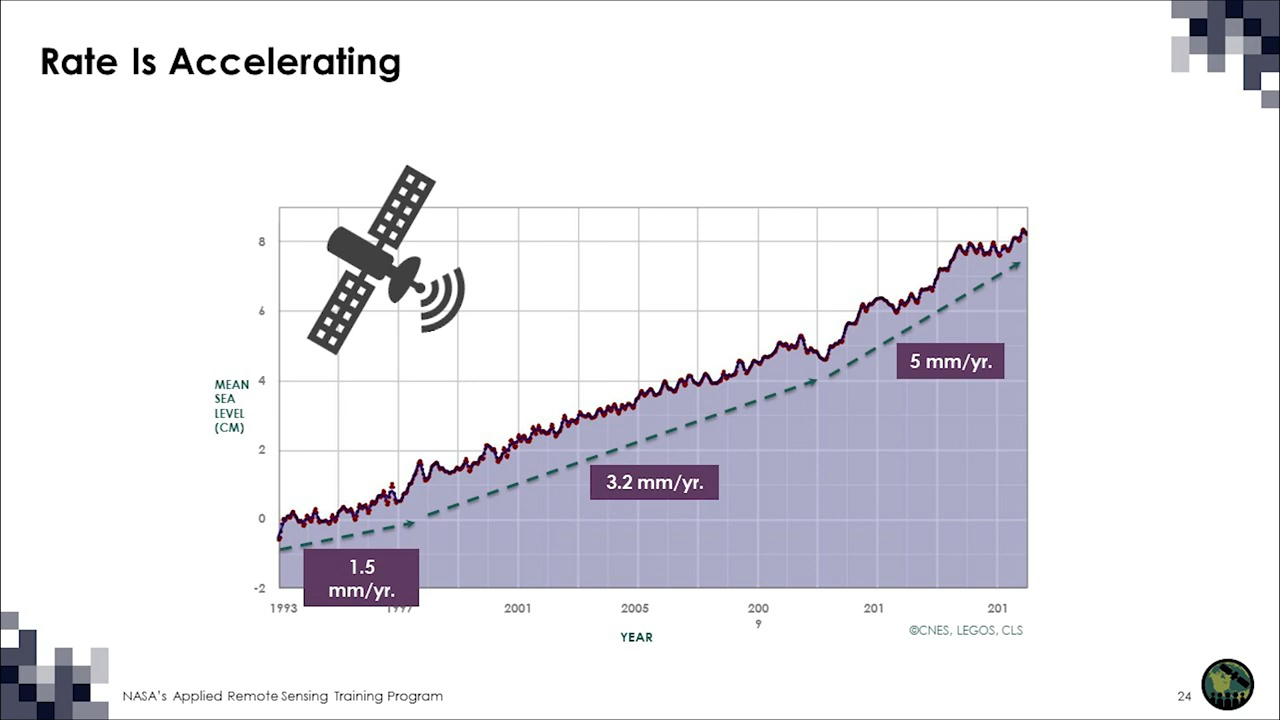 Rate Is Accelerating
8
6
4
2
0
-2
MEAN
SEA
LEVEL
(CM)
5 mm/yr.
3.2 mm/yr.
1.5
mm/yr.
1993
1997
2001
2005
200
9
201
201
YEAR
©CNES, LEGOS, CLS
NASA's Applied Remote Sensing Training Program
24